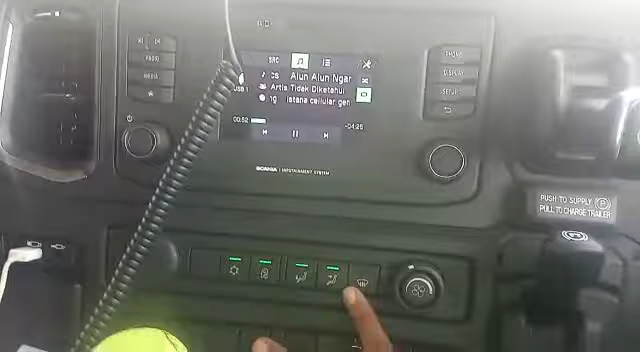 SRC
RADIO
MEDIA
PHONE
DISPLAY
SETUP
Alun Alun Ngar
USB 1
Artis Tidak Diketahui
istana cellular gen
00:52
-04:25
SCANIA INFOTAINMENT SYSTEM
PUSH TO SUPPLY P
PULL TO CHARGE TRAILER